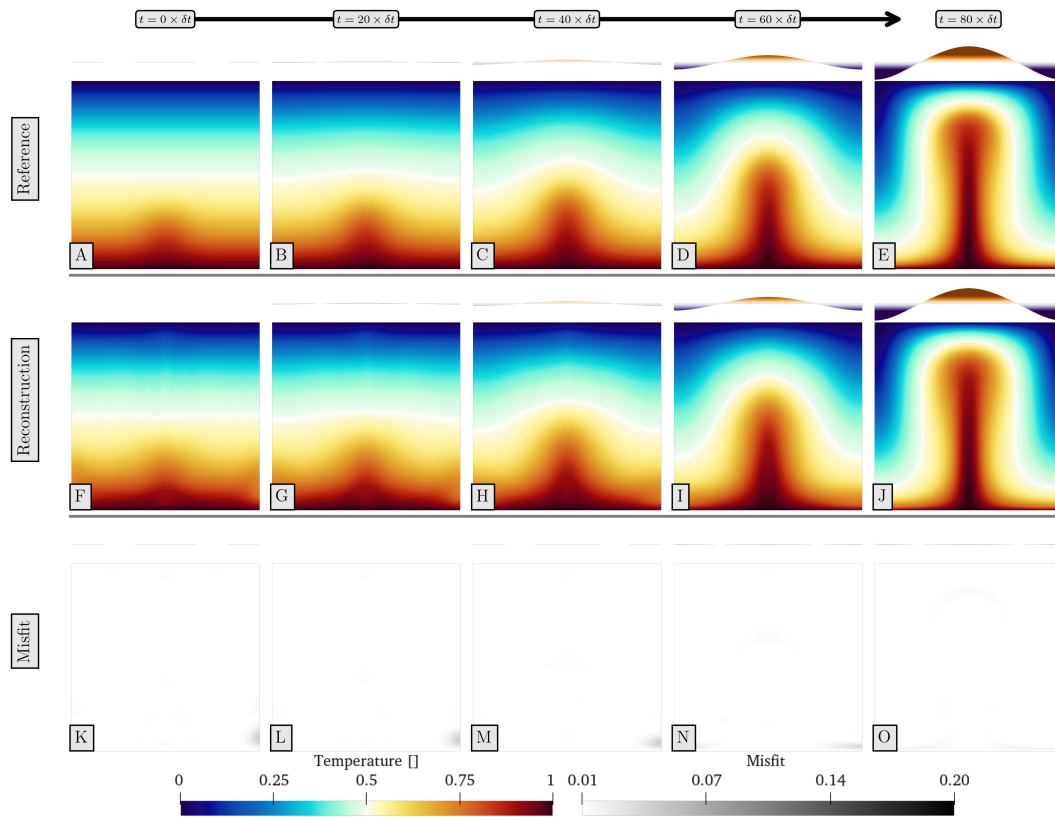 t = 0 × δt
t = 20 × δt
t = 40 × δt
t = 60 × δt
t = 80 × δt
Reference
A
B
C
D
E
Reconstruction
F
G
H
I
J
Misfit
K
L
M
N
O
Temperature []
0
0.25
0.5
0.75
1
Misfit
0.01
0.07
0.14
0.20